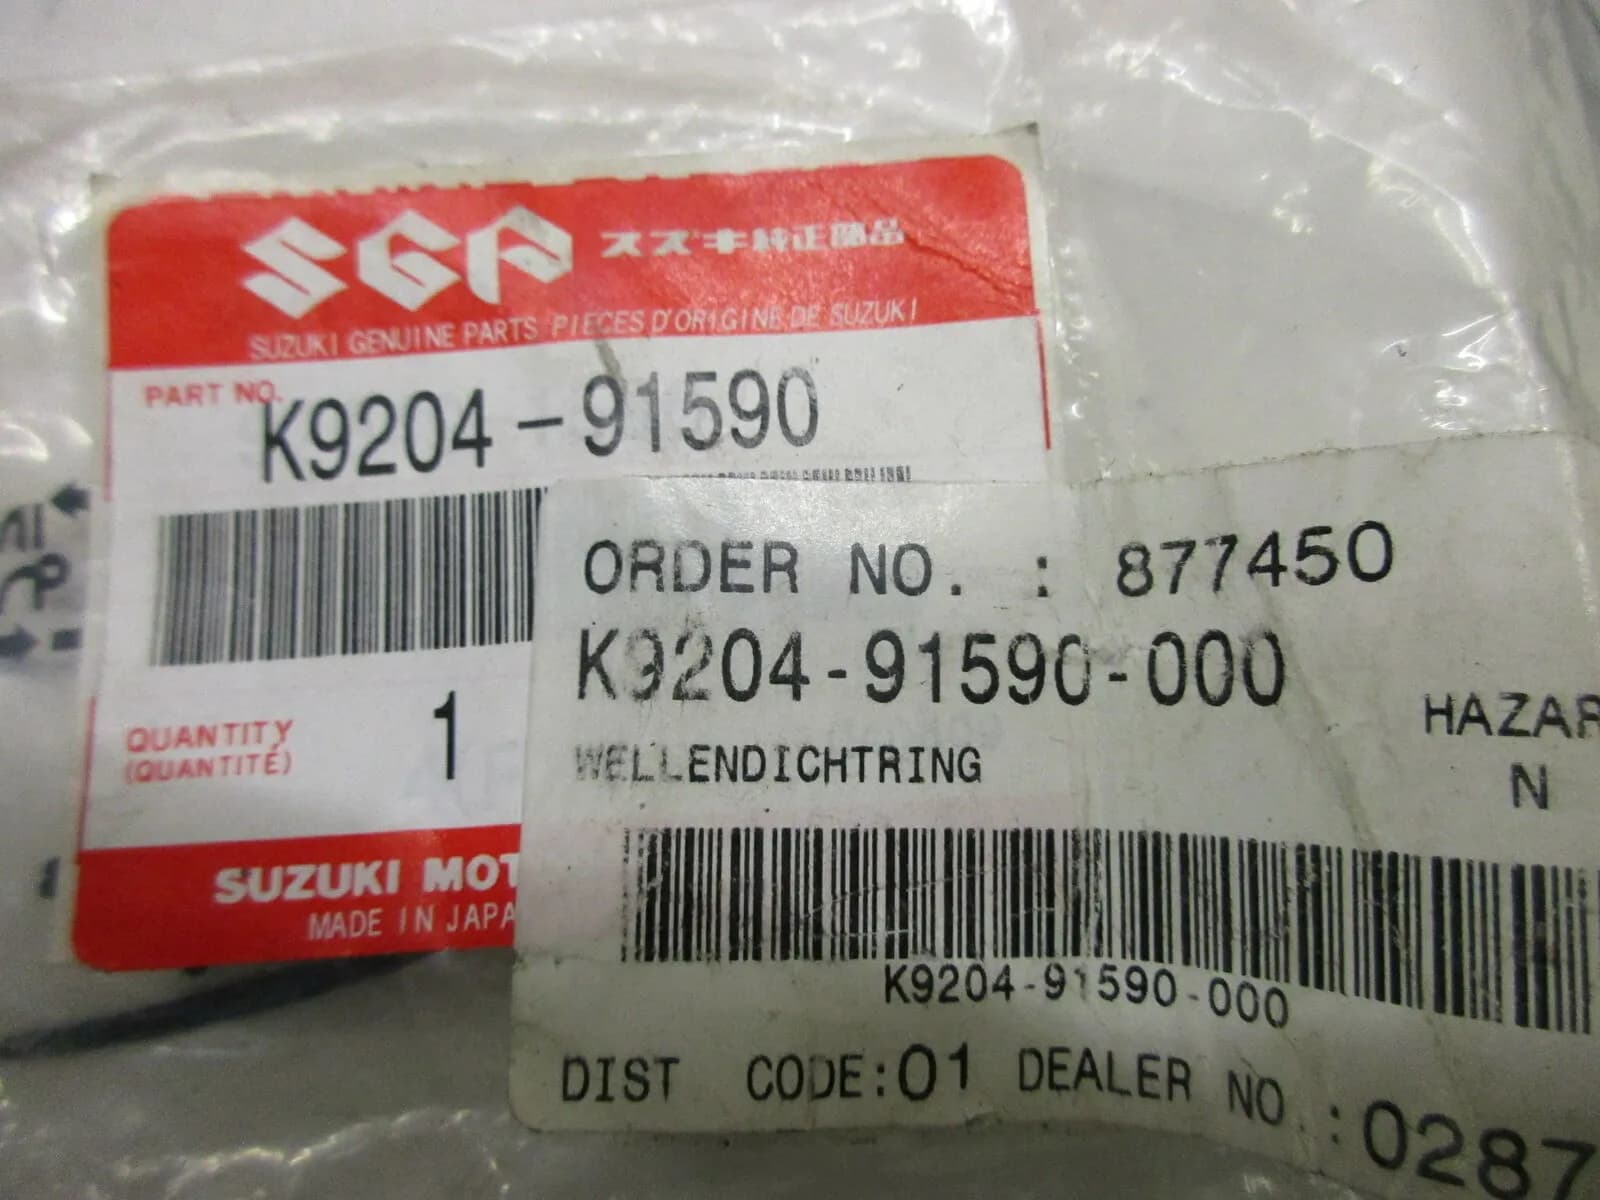 SGP スズキ純正部品
SUZUKI GENUINE PARTS PIECES D'ORIGINE DE SUZUKI
PART NO.
K9204-91590
QUANTITY
(QUANTITÉ)
1
SUZUKI MOT
MADE IN JAPA
ORDER NO. : 877450
K9204-91590-000
HAZAR
WELLENDICHTRING
N
K9204-91590-000
DIST CODE:01 DEALER NO.:0287